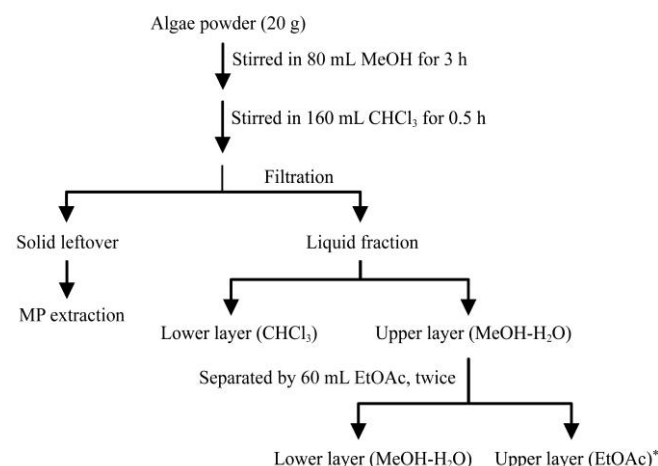 Algae powder (20 g)
Stirred in 80 mL MeOH for 3 h
Stirred in 160 mL CHCl₃ for 0.5 h
Filtration
Solid leftover
Liquid fraction
MP extraction
Lower layer (CHCl₃)
Upper layer (MeOH-H₂O)
Separated by 60 mL EtOAc, twice
Lower layer (MeOH-H₂O)
Upper layer (EtOAc)*